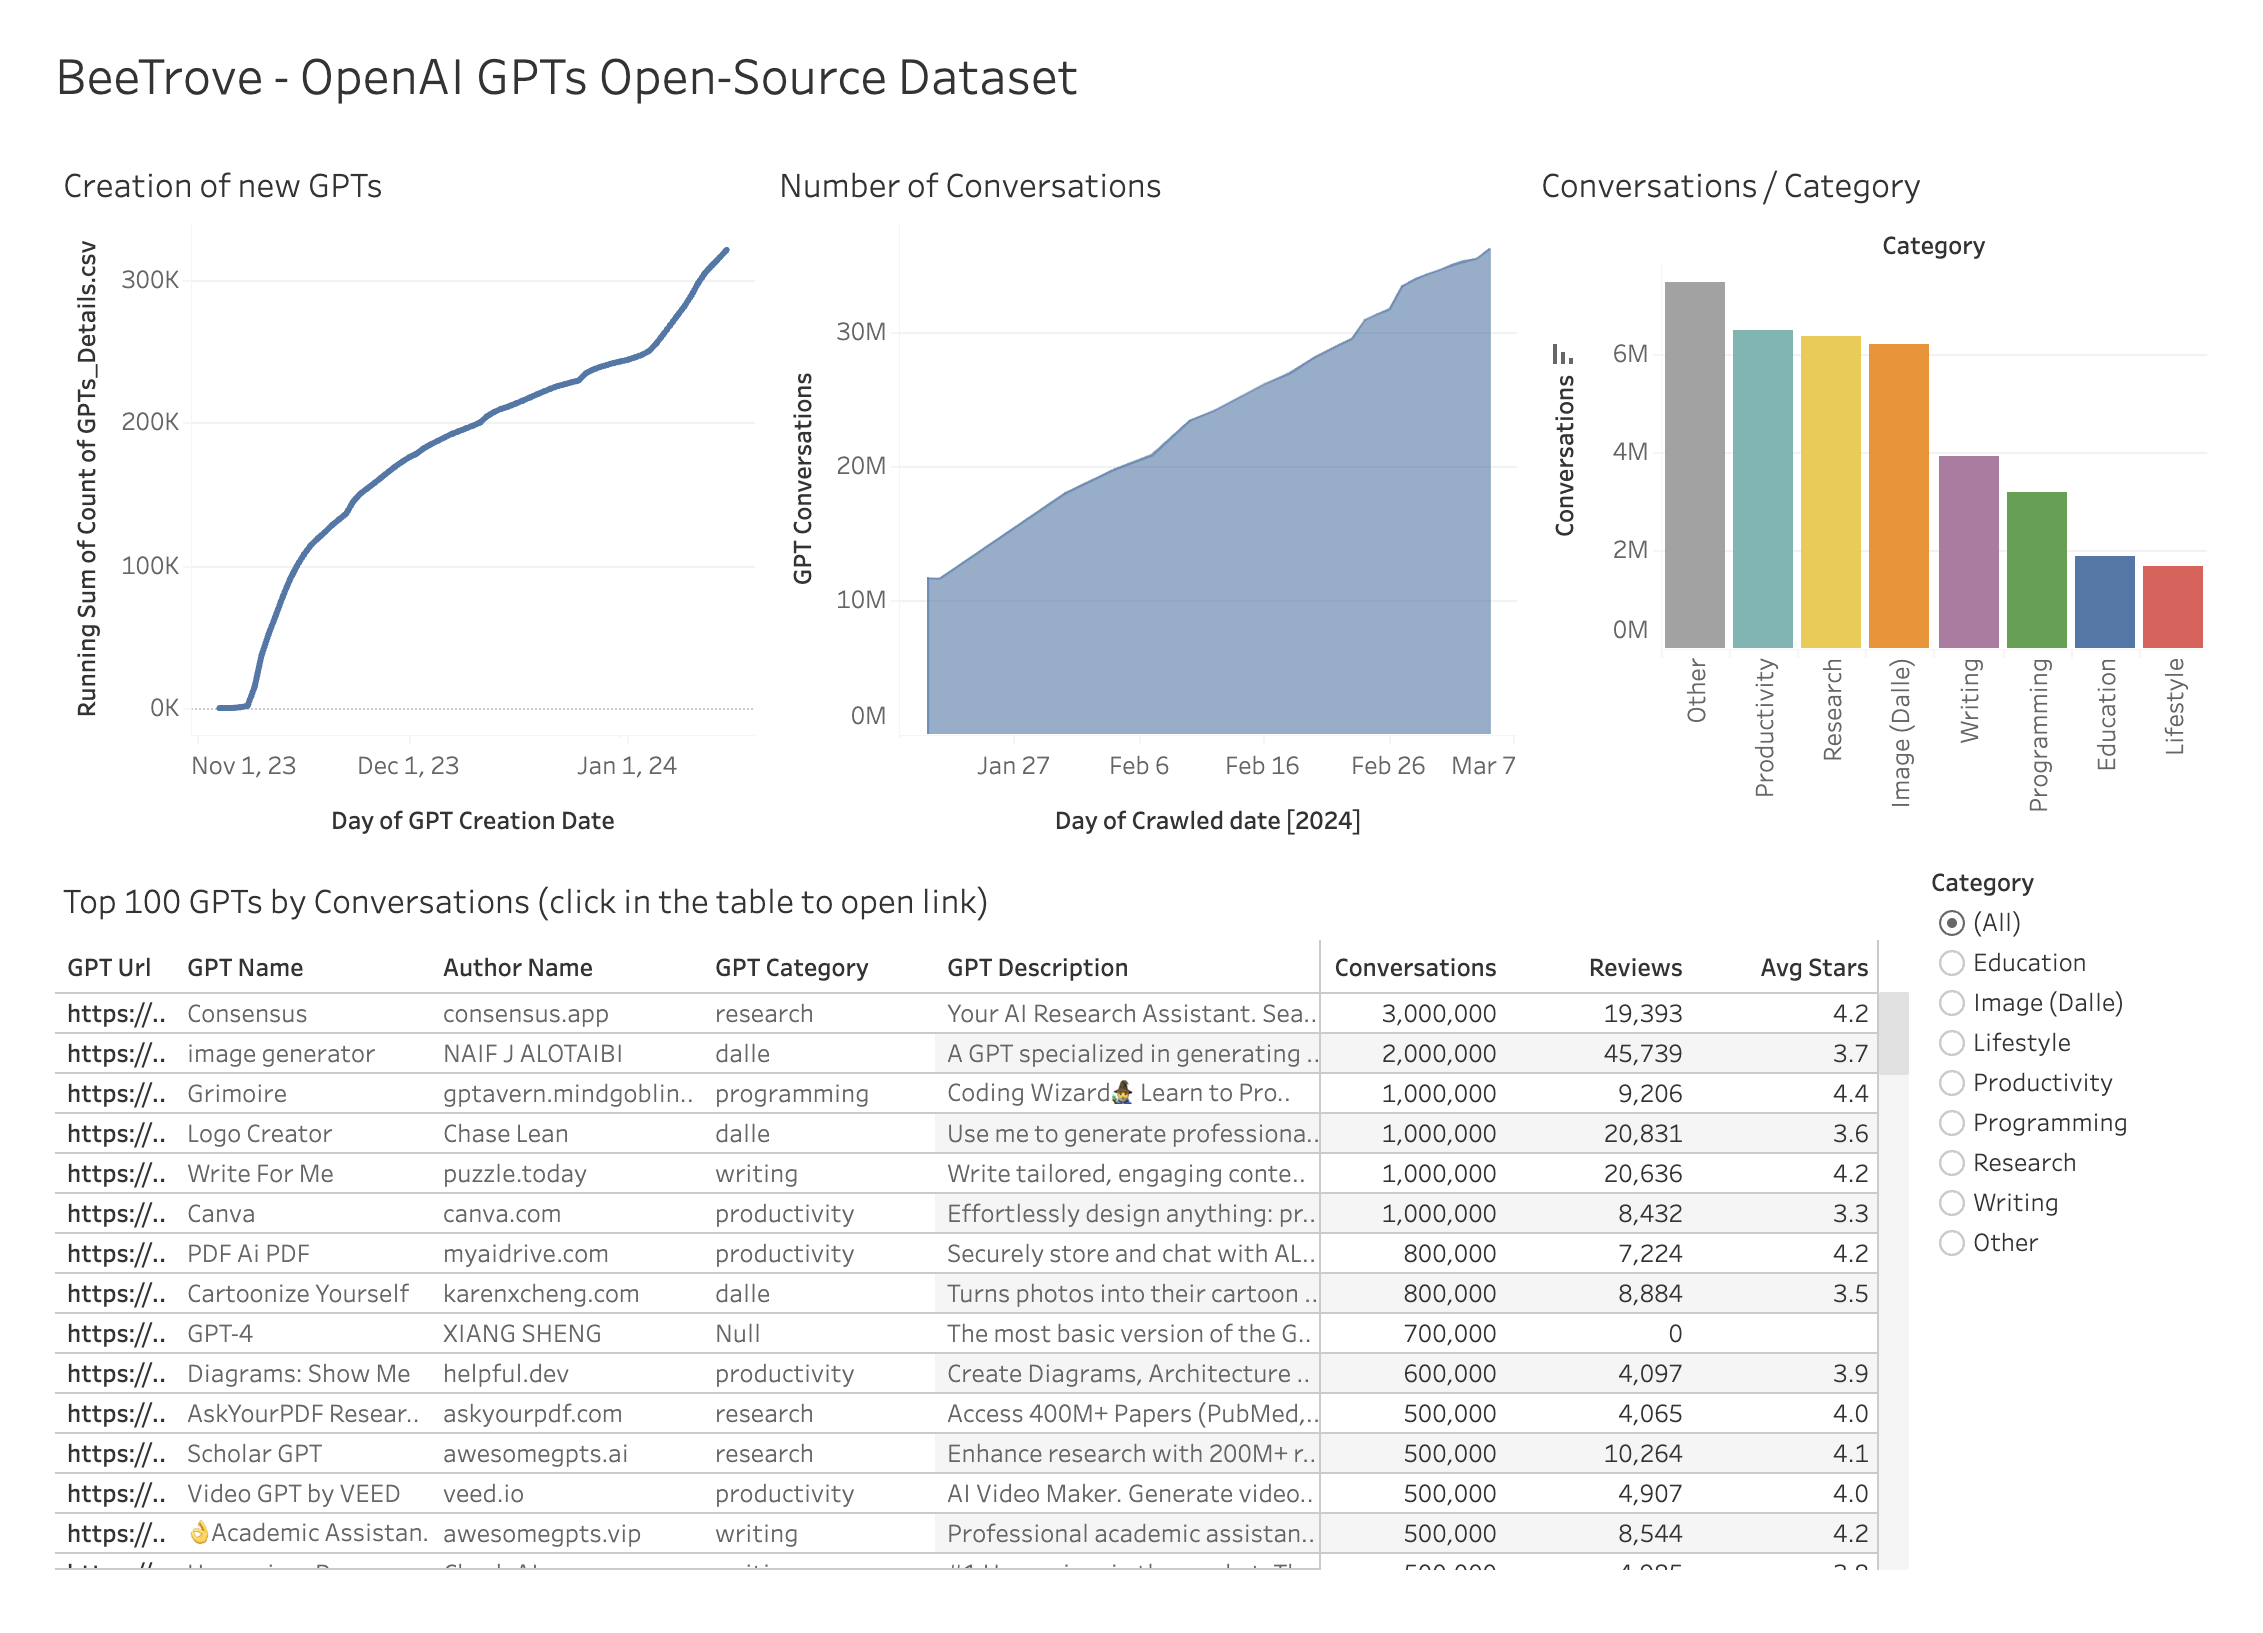 BeeTrove - OpenAI GPTs Open-Source Dataset
Creation of new GPTs
Running Sum of Count of GPTs_Details.csv
300K
200K
100K
0K
Nov 1, 23 Dec 1, 23 Jan 1, 24
Day of GPT Creation Date
Number of Conversations
GPT Conversations
30M
20M
10M
0M
Jan 27 Feb 6 Feb 16 Feb 26 Mar 7
Day of Crawled date [2024]
Conversations / Category
Category
Conversations
6M
4M
2M
0M
Other
Productivity
Research
Image (Dalle)
Writing
Programming
Education
Lifestyle
Top 100 GPTs by Conversations (click in the table to open link)
GPT Url GPT Name Author Name GPT Category GPT Description Conversations Reviews Avg Stars
https://.. Consensus consensus.app research Your AI Research Assistant. Sea.. 3,000,000 19,393 4.2
https://.. image generator NAIF J ALOTAIBI dalle A GPT specialized in generating .. 2,000,000 45,739 3.7
https://.. Grimoire gptavern.mindgoblin.. programming Coding Wizard🧙‍♂️ Learn to Pro.. 1,000,000 9,206 4.4
https://.. Logo Creator Chase Lean dalle Use me to generate professiona.. 1,000,000 20,831 3.6
https://.. Write For Me puzzle.today writing Write tailored, engaging conte.. 1,000,000 20,636 4.2
https://.. Canva canva.com productivity Effortlessly design anything: pr.. 1,000,000 8,432 3.3
https://.. PDF Ai PDF myaidrive.com productivity Securely store and chat with AL.. 800,000 7,224 4.2
https://.. Cartoonize Yourself karenxcheng.com dalle Turns photos into their cartoon .. 800,000 8,884 3.5
https://.. GPT-4 XIANG SHENG Null The most basic version of the G.. 700,000 0
https://.. Diagrams: Show Me helpful.dev productivity Create Diagrams, Architecture .. 600,000 4,097 3.9
https://.. AskYourPDF Resear.. askyourpdf.com research Access 400M+ Papers (PubMed,.. 500,000 4,065 4.0
https://.. Scholar GPT awesomegpts.ai research Enhance research with 200M+ r.. 500,000 10,264 4.1
https://.. Video GPT by VEED veed.io productivity AI Video Maker. Generate video.. 500,000 4,907 4.0
https://.. 👌Academic Assistan. awesomegpts.vip writing Professional academic assistan.. 500,000 8,544 4.2
Category
(All)
Education
Image (Dalle)
Lifestyle
Productivity
Programming
Research
Writing
Other